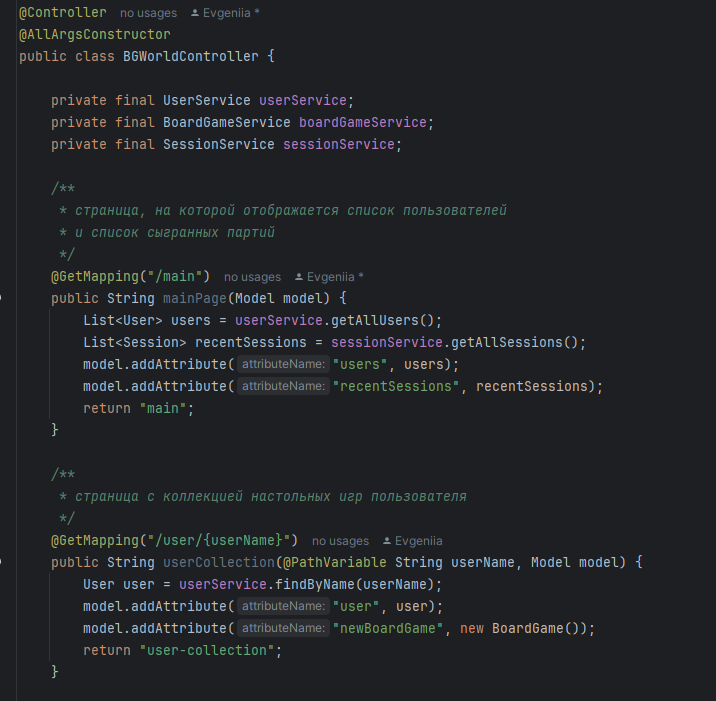 @Controller no usages Evgeniia *
@AllArgsConstructor
public class BGWorldController {
private final UserService userService;
private final BoardGameService boardGameService;
private final SessionService sessionService;
/**
* страница, на которой отображается список пользователей
* и список сыгранных партий
*/
@GetMapping("/main") no usages Evgeniia *
public String mainPage(Model model) {
List<User> users = userService.getAllUsers();
List<Session> recentSessions = sessionService.getAllSessions();
model.addAttribute( attributeName: "users", users);
model.addAttribute( attributeName: "recentSessions", recentSessions);
return "main";
}
/**
* страница с коллекцией настольных игр пользователя
*/
@GetMapping("/user/{userName}") no usages Evgeniia
public String userCollection(@PathVariable String userName, Model model) {
User user = userService.findByName(userName);
model.addAttribute( attributeName: "user", user);
model.addAttribute( attributeName: "newBoardGame", new BoardGame());
return "user-collection";
}